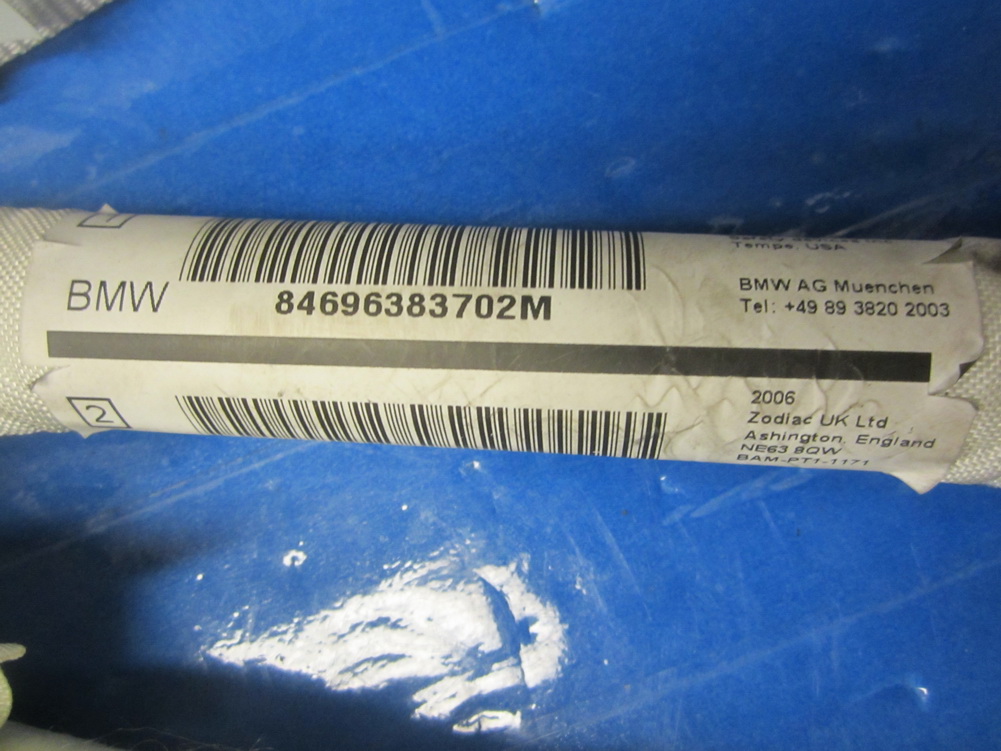 Tempe, USA
BMW
84696383702M
BMW AG Muenchen
Tel: +49 89 3820 2003
2
2006
Zodiac UK Ltd
Ashington, England
NE63 8QW
BAM-PT1-1171